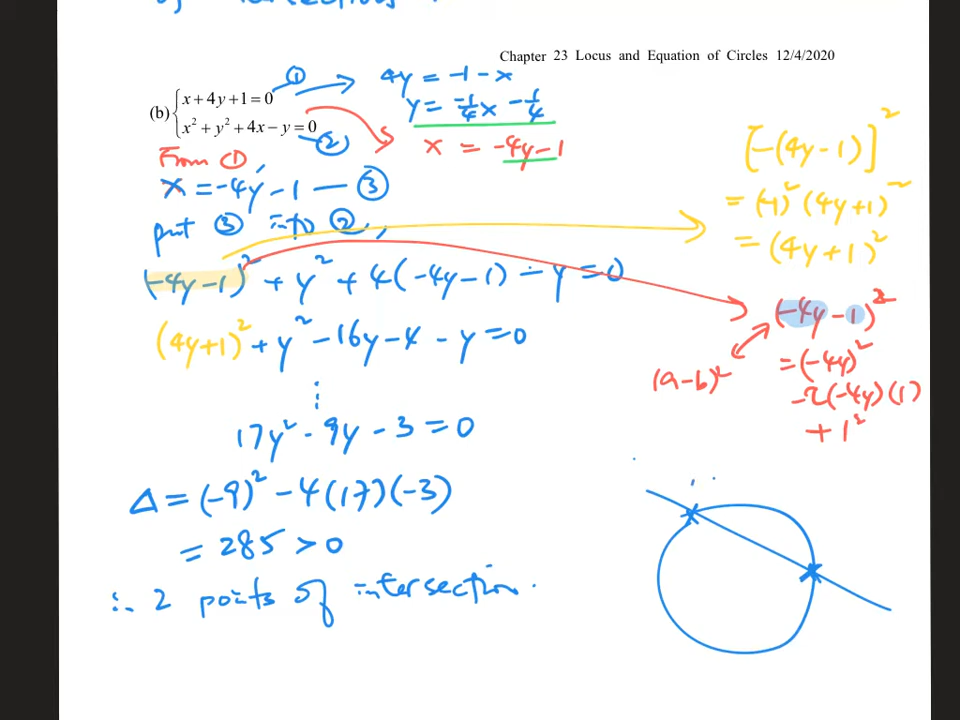 of intersections
Chapter 23 Locus and Equation of Circles 12/4/2020
(b) { x + 4y + 1 = 0 ①
x² + y² + 4x − y = 0 ②
4y = -1 - x
y = -1/4 x - 1/4
x = -4y-1
From ①,
x = -4y - 1 — ③
put ③ into ②,
(-4y-1)² + y² + 4(-4y-1) - y = 0
(4y+1)² + y² - 16y - 4 - y = 0
⋮
17y² - 9y - 3 = 0
Δ = (-9)² - 4(17)(-3)
= 285 > 0
∴ 2 points of intersection.
[-(4y-1)]²
= (-1)² (4y+1)²
= (4y+1)²
(-4y-1)²
(a-b)²
= (-4y)²
-2(-4y)(1)
+ 1²